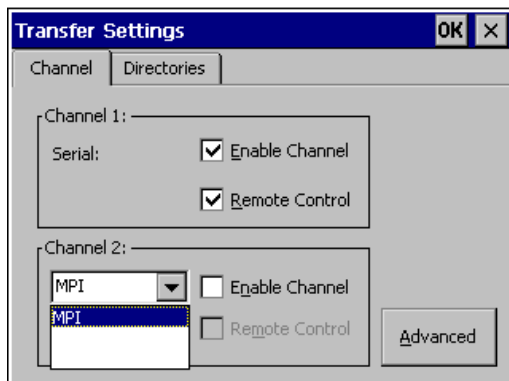 Transfer Settings OK ×
Channel Directories
Channel 1:
Serial: Enable Channel
Remote Control
Channel 2:
MPI Enable Channel
MPI Remote Control
Advanced